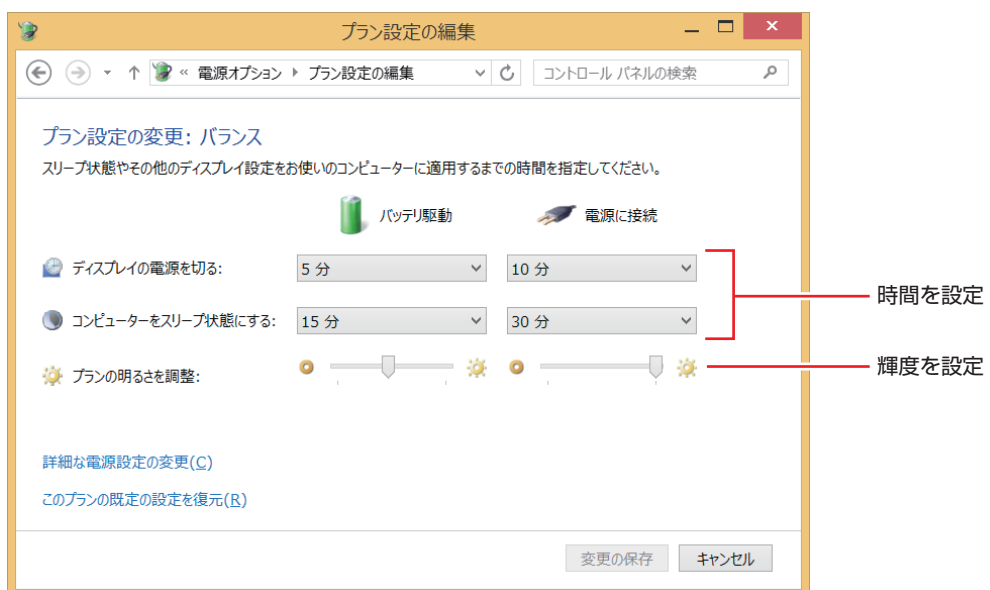 プラン設定の編集
« 電源オプション プラン設定の編集 コントロール パネルの検索
プラン設定の変更: バランス
スリープ状態やその他のディスプレイ設定をお使いのコンピューターに適用するまでの時間を指定してください。
バッテリ駆動 電源に接続
ディスプレイの電源を切る: 5 分 10 分
時間を設定
コンピューターをスリープ状態にする: 15 分 30 分
プランの明るさを調整: 輝度を設定
詳細な電源設定の変更(C)
このプランの既定の設定を復元(R)
変更の保存 キャンセル